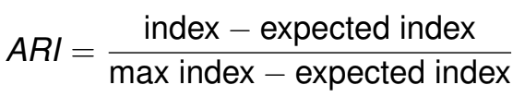 ARI = index − expected index
max index − expected index